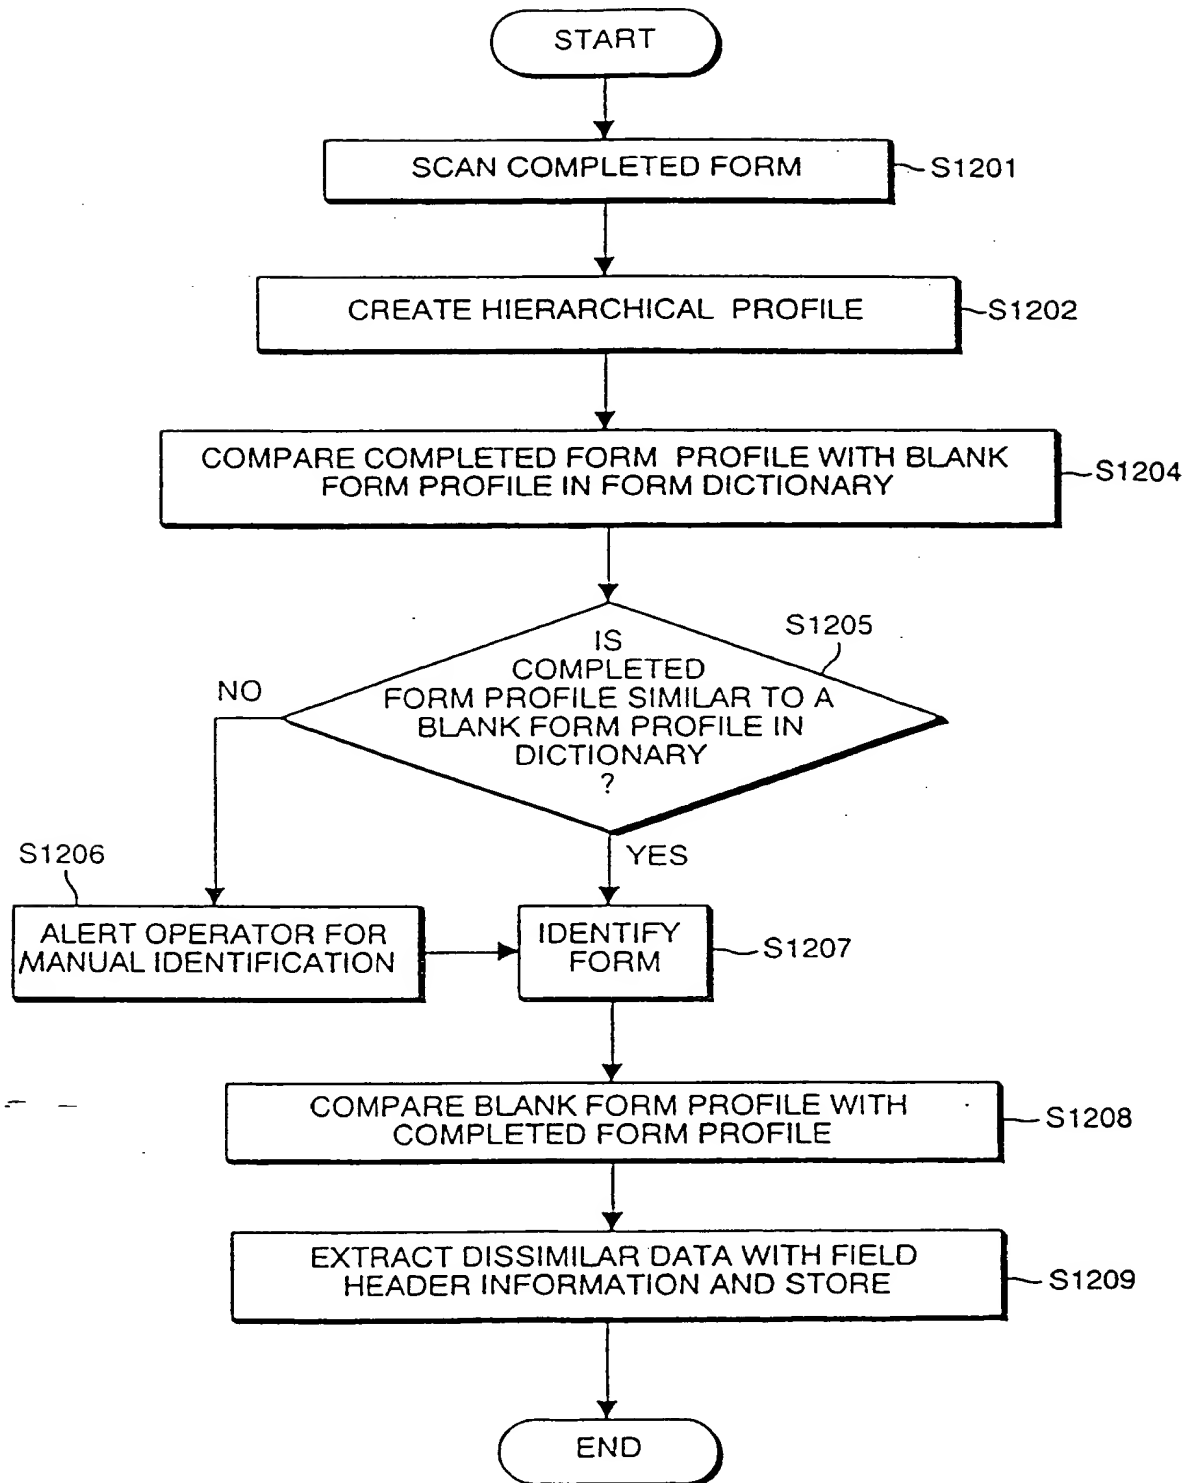 START
SCAN COMPLETED FORM
S1201
CREATE HIERARCHICAL PROFILE
S1202
COMPARE COMPLETED FORM PROFILE WITH BLANK
FORM PROFILE IN FORM DICTIONARY
S1204
S1205
IS
COMPLETED
FORM PROFILE SIMILAR TO A
BLANK FORM PROFILE IN
DICTIONARY
?
NO
YES
S1206
ALERT OPERATOR FOR
MANUAL IDENTIFICATION
IDENTIFY
FORM
S1207
COMPARE BLANK FORM PROFILE WITH
COMPLETED FORM PROFILE
S1208
EXTRACT DISSIMILAR DATA WITH FIELD
HEADER INFORMATION AND STORE
S1209
END